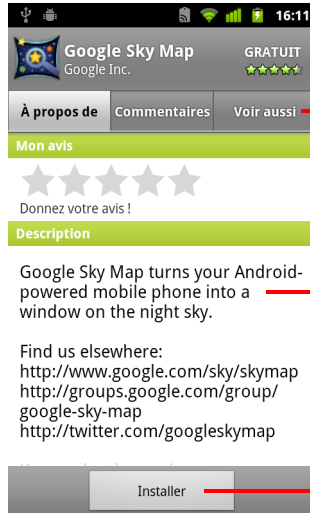 16:11
Google Sky Map
Google Inc.
GRATUIT
À propos de
Commentaires
Voir aussi
Mon avis
Donnez votre avis !
Description
Google Sky Map turns your Android-
powered mobile phone into a
window on the night sky.
Find us elsewhere:
http://www.google.com/sky/skymap
http://groups.google.com/group/
google-sky-map
http://twitter.com/googleskymap
Installer